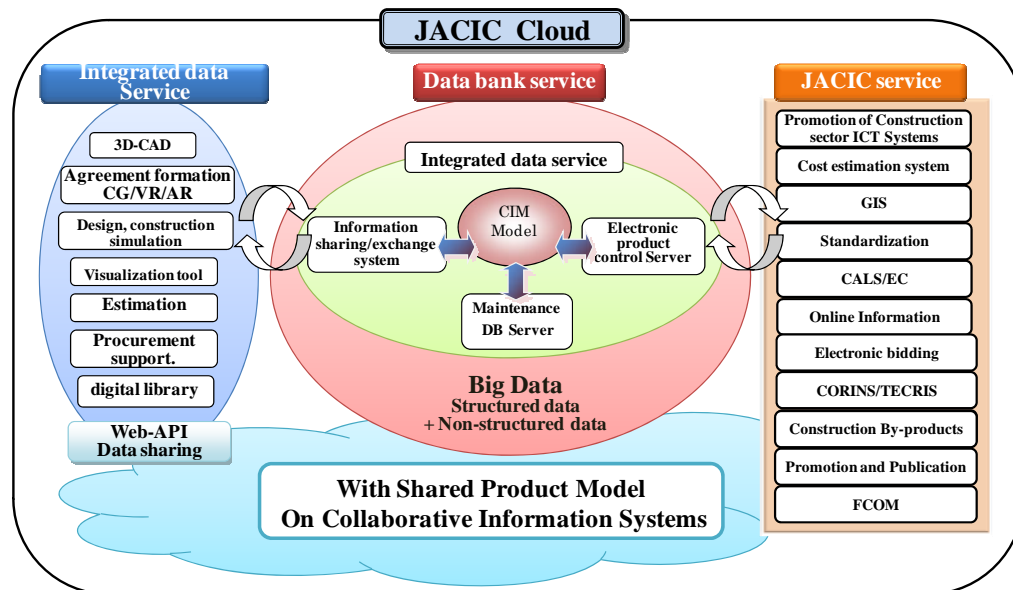 JACIC Cloud
Integrated data
Service
3D-CAD
Agreement formation
CG/VR/AR
Design, construction
simulation
Visualization tool
Estimation
Procurement
support.
digital library
Web-API
Data sharing
Data bank service
Integrated data service
CIM
Model
Information
sharing/exchange
system
Electronic
product
control Server
Maintenance
DB Server
Big Data
Structured data
+ Non-structured data
With Shared Product Model
On Collaborative Information Systems
JACIC service
Promotion of Construction
sector ICT Systems
Cost estimation system
GIS
Standardization
CALS/EC
Online Information
Electronic bidding
CORINS/TECRIS
Construction By-products
Promotion and Publication
FCOM